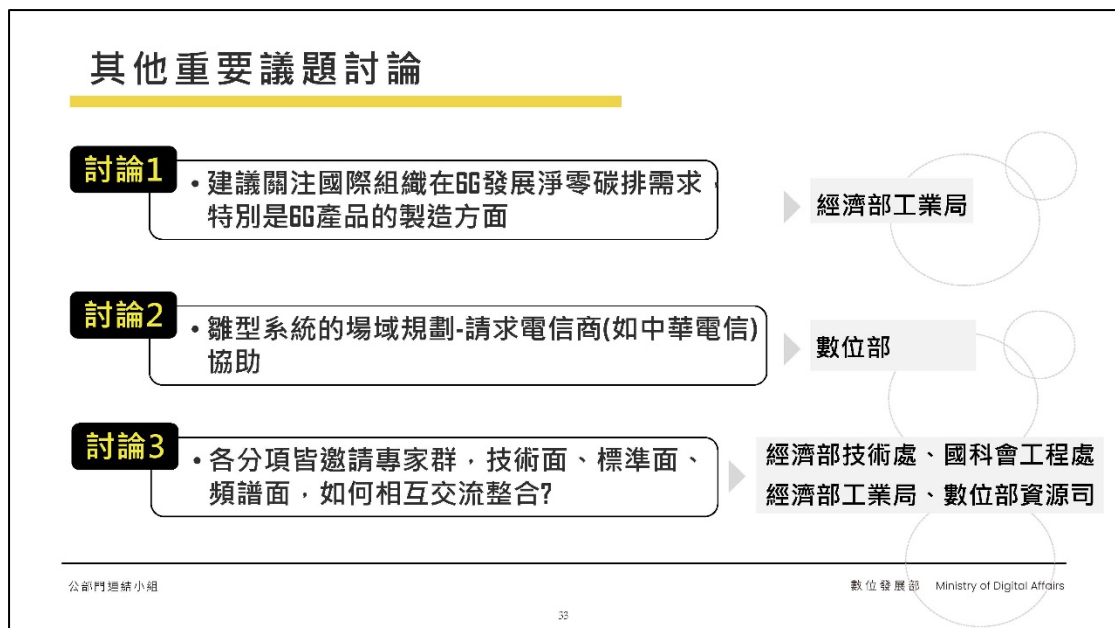 其他重要議題討論
討論1
•建議關注國際組織在6G發展淨零碳排需求,
特別是6G產品的製造方面
經濟部工業局
討論2
•雛型系統的場域規劃-請求電信商(如中華電信)
協助
數位部
討論3
•各分項皆邀請專家群,技術面、標準面、
頻譜面,如何相互交流整合?
經濟部技術處、國科會工程處
經濟部工業局、數位部資源司
公部門連結小組
數位發展部 Ministry of Digital Affairs
33